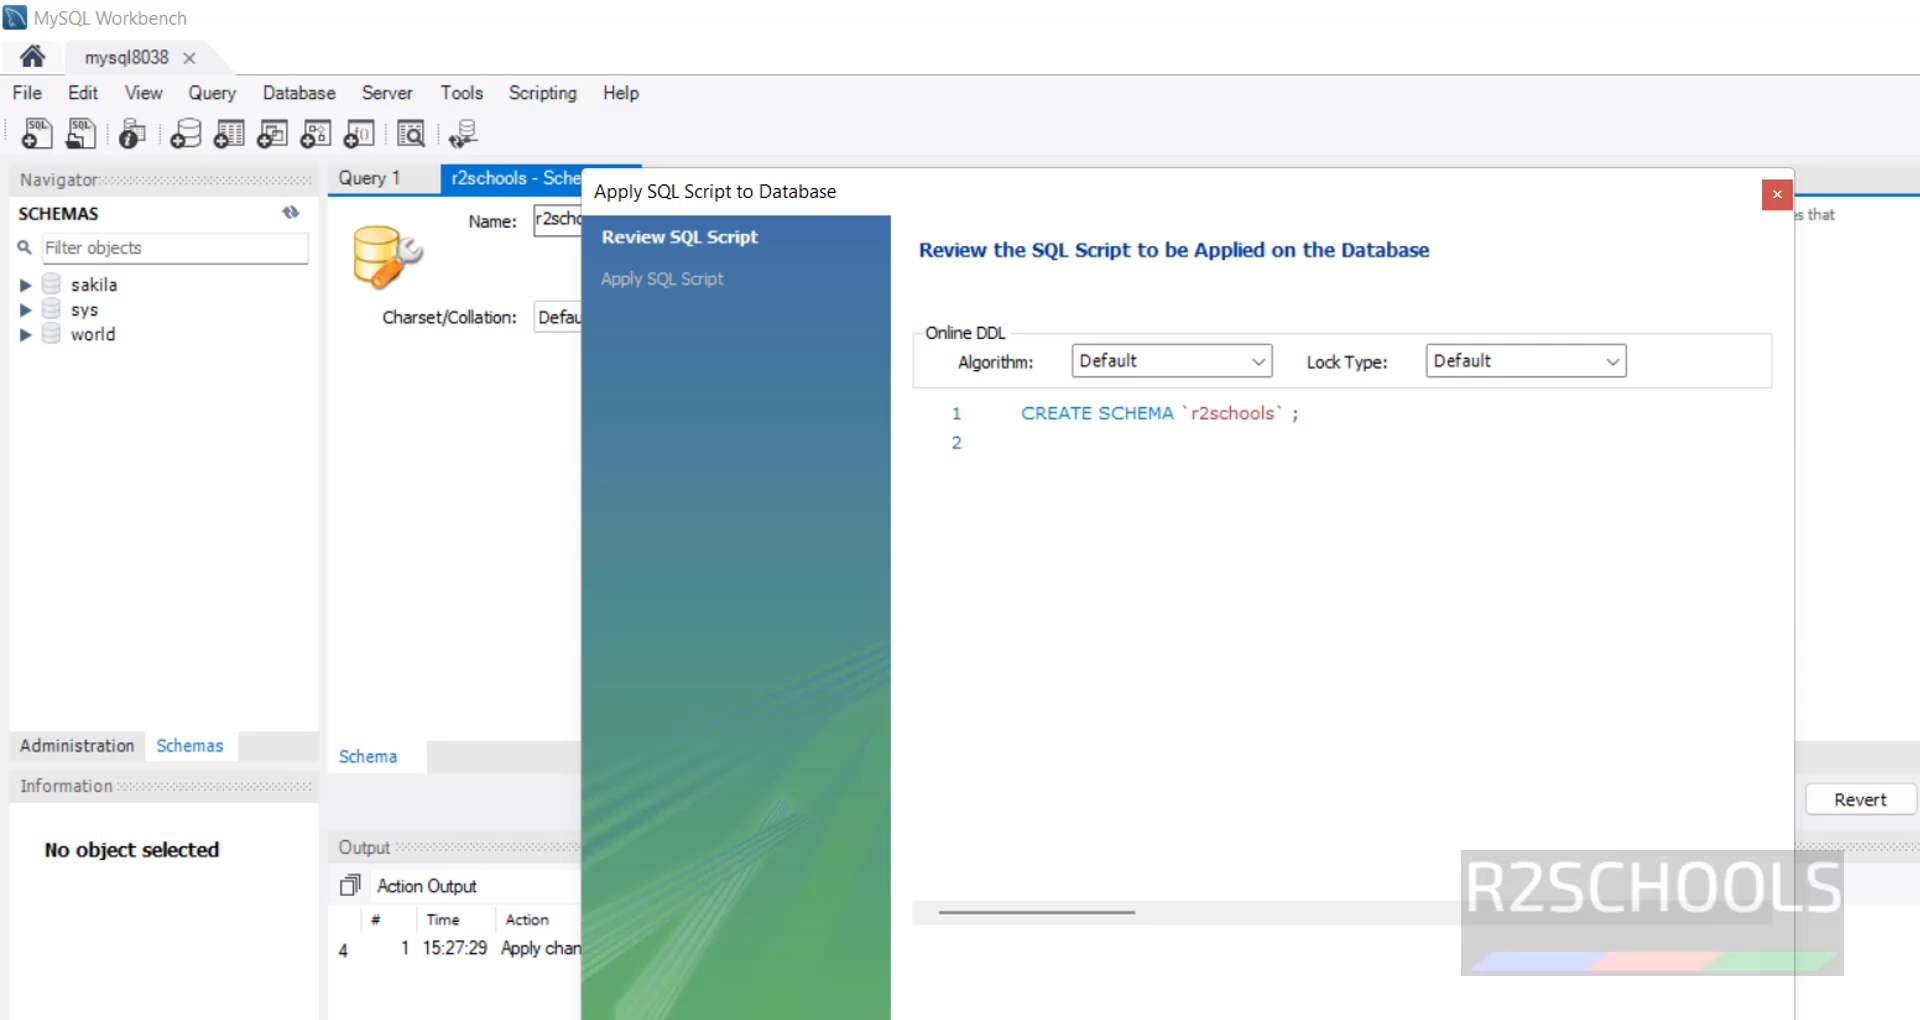 MySQL Workbench
mysql8038
File Edit View Query Database Server Tools Scripting Help
Navigator
SCHEMAS
Filter objects
sakila
sys
world
Administration Schemas
Information
No object selected
Query 1
r2schools - Sche
Name: r2scho
Charset/Collation: Defau
Schema
Apply SQL Script to Database
Review SQL Script
Apply SQL Script
Review the SQL Script to be Applied on the Database
Online DDL
Algorithm: Default Lock Type: Default
1 CREATE SCHEMA `r2schools` ;
2
s that
Revert
Output
Action Output
# Time Action
4 1 15:27:29 Apply chan
R2SCHOOLS